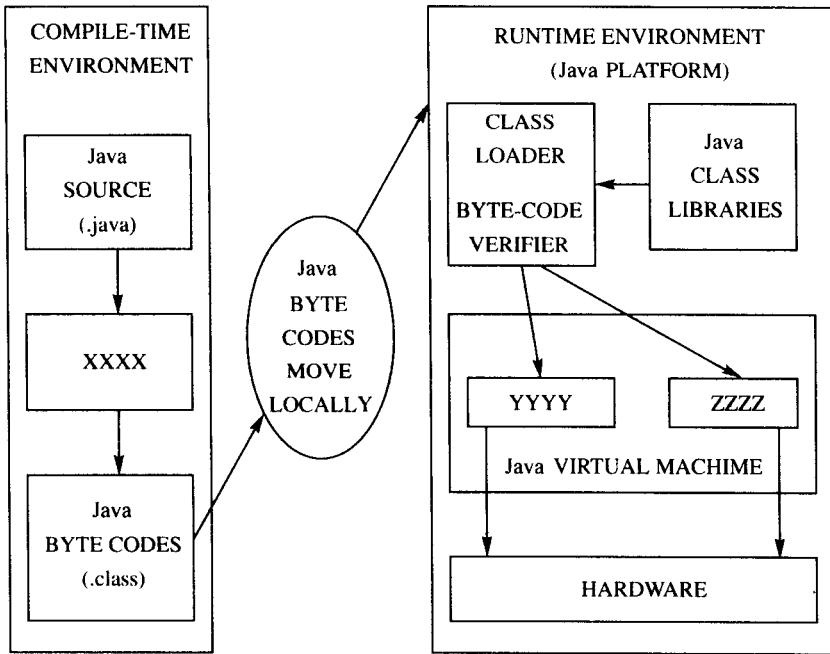 COMPILE-TIME
ENVIRONMENT
Java
SOURCE
(.java)
XXXX
Java
BYTE CODES
(.class)
Java
BYTE
CODES
MOVE
LOCALLY
RUNTIME ENVIRONMENT
(Java PLATFORM)
CLASS
LOADER
BYTE-CODE
VERIFIER
Java
CLASS
LIBRARIES
YYYY
ZZZZ
Java VIRTUAL MACHIME
HARDWARE